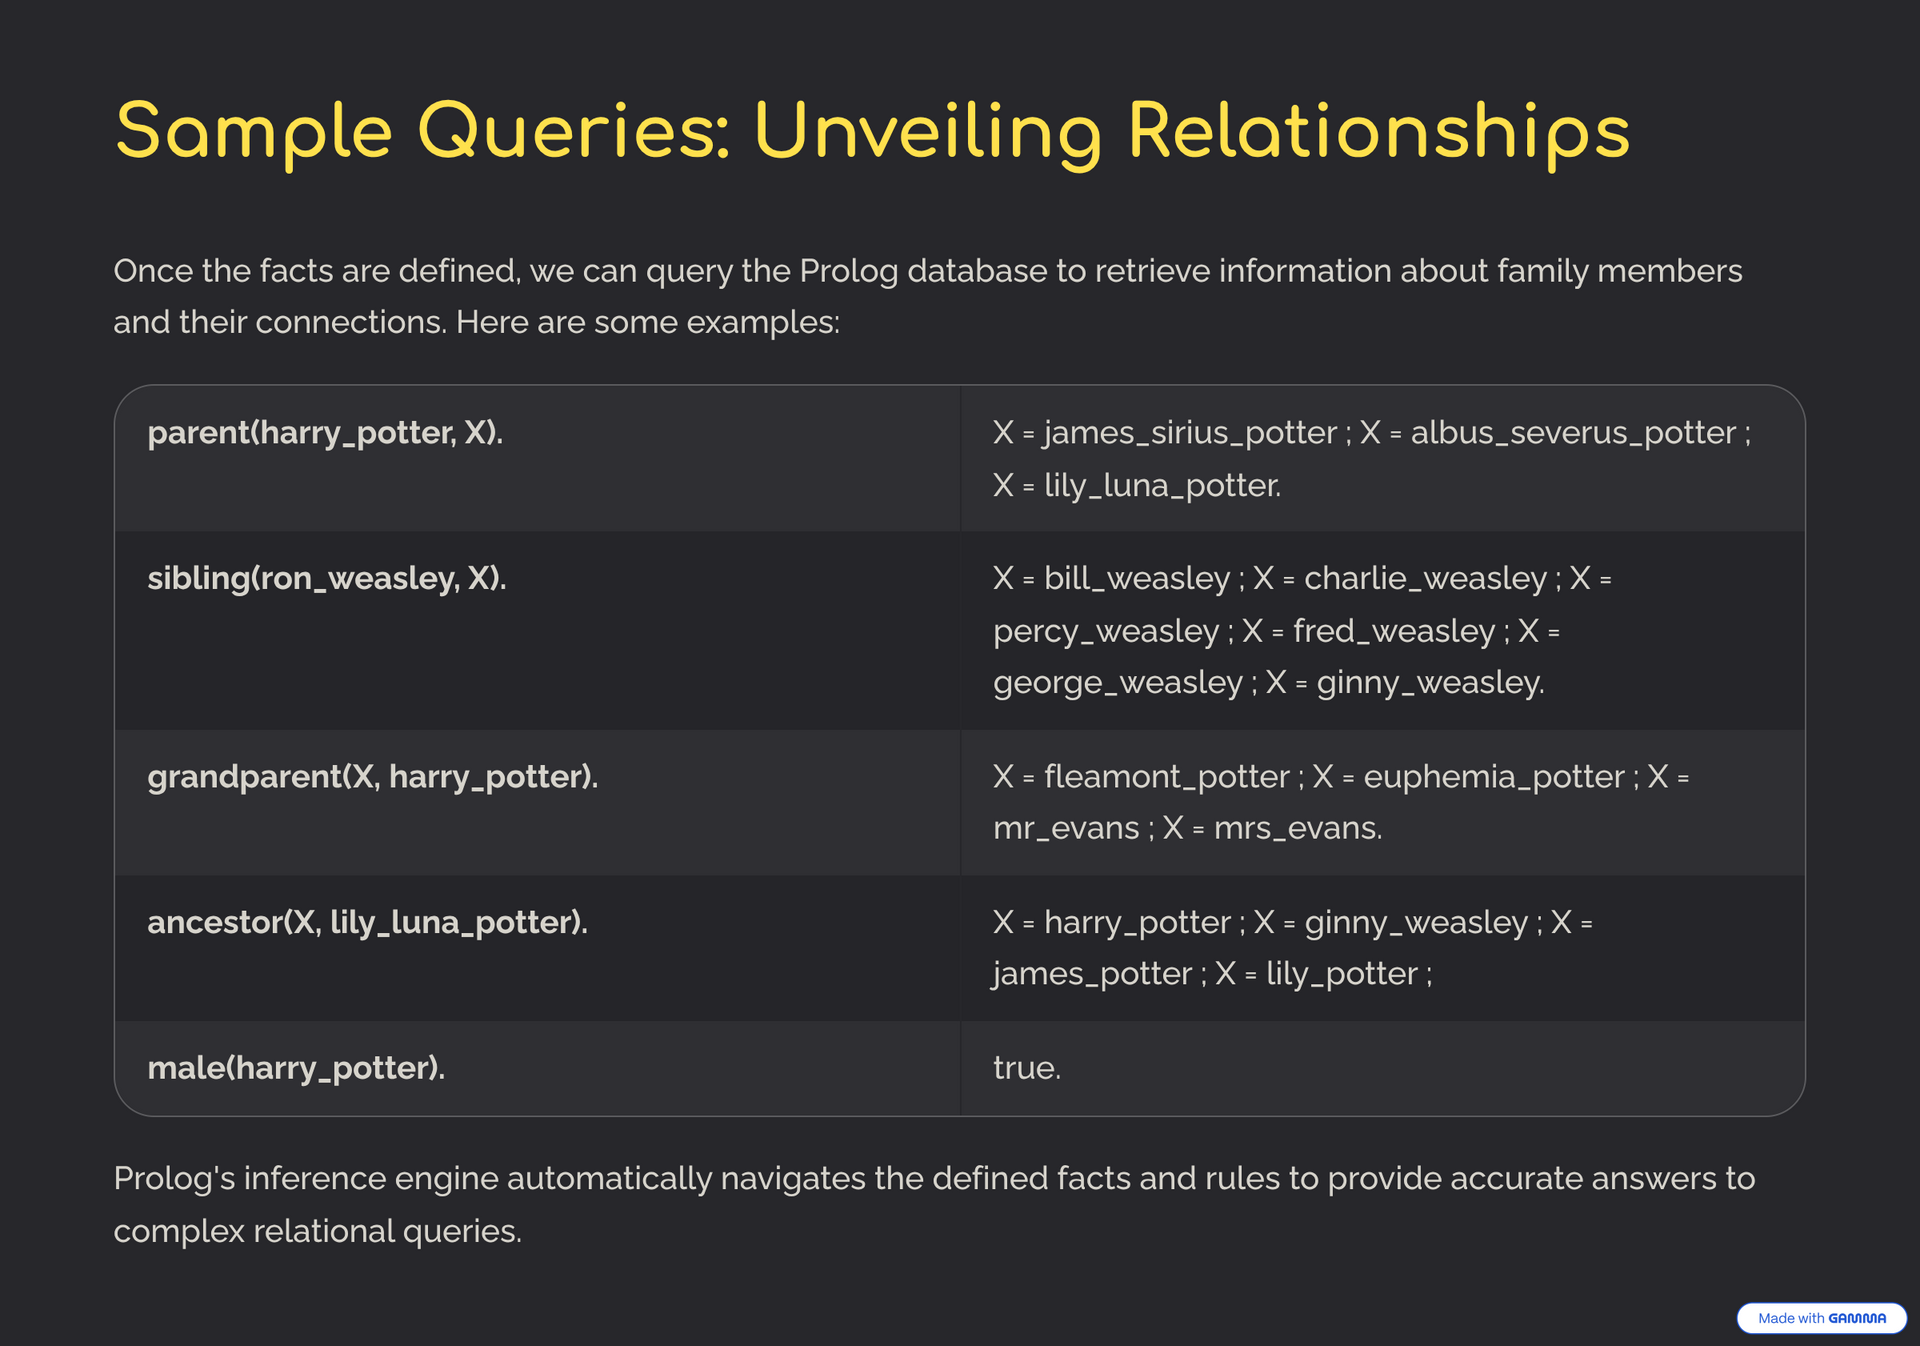 Sample Queries: Unveiling Relationships
Once the facts are defined, we can query the Prolog database to retrieve information about family members
and their connections. Here are some examples:
parent(harry_potter, X).
X = james_sirius_potter ; X = albus_severus_potter ;
X = lily_luna_potter.
sibling(ron_weasley, X).
X = bill_weasley ; X = charlie_weasley ; X =
percy_weasley ; X = fred_weasley ; X =
george_weasley ; X = ginny_weasley.
grandparent(X, harry_potter).
X = fleamont_potter ; X = euphemia_potter ; X =
mr_evans ; X = mrs_evans.
ancestor(X, lily_luna_potter).
X = harry_potter ; X = ginny_weasley ; X =
james_potter ; X = lily_potter ;
male(harry_potter).
true.
Prolog's inference engine automatically navigates the defined facts and rules to provide accurate answers to
complex relational queries.
Made with GAMMA